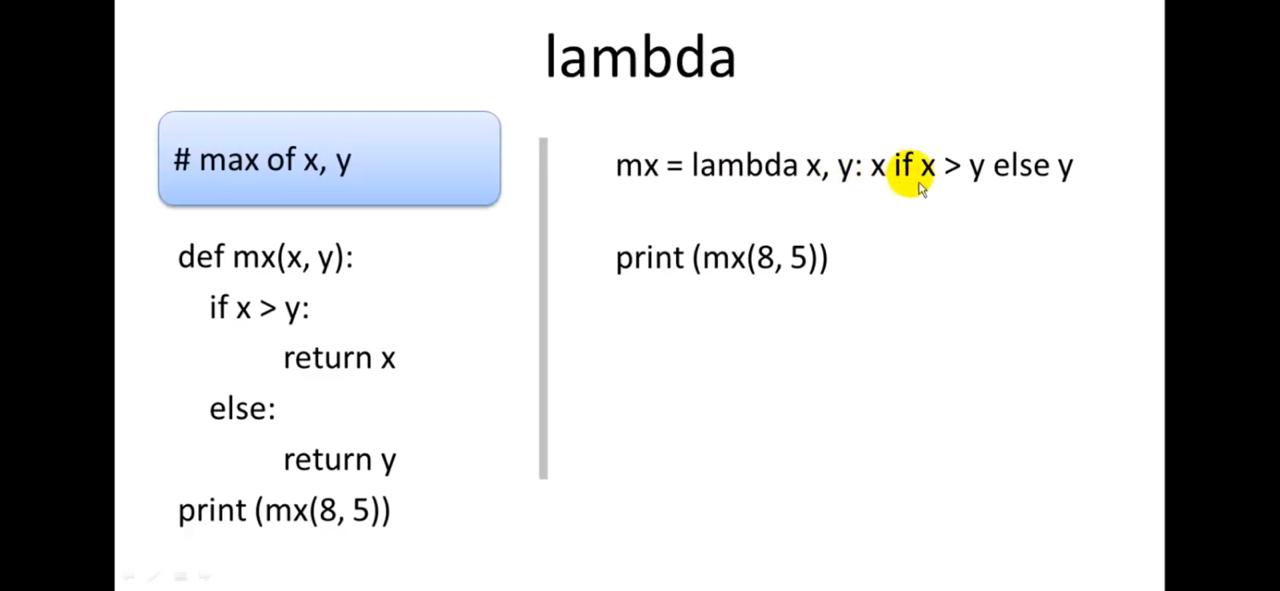 lambda
# max of x, y
def mx(x, y):
if x > y:
return x
else:
return y
print (mx(8, 5))
mx = lambda x, y: x if x > y else y
print (mx(8, 5))